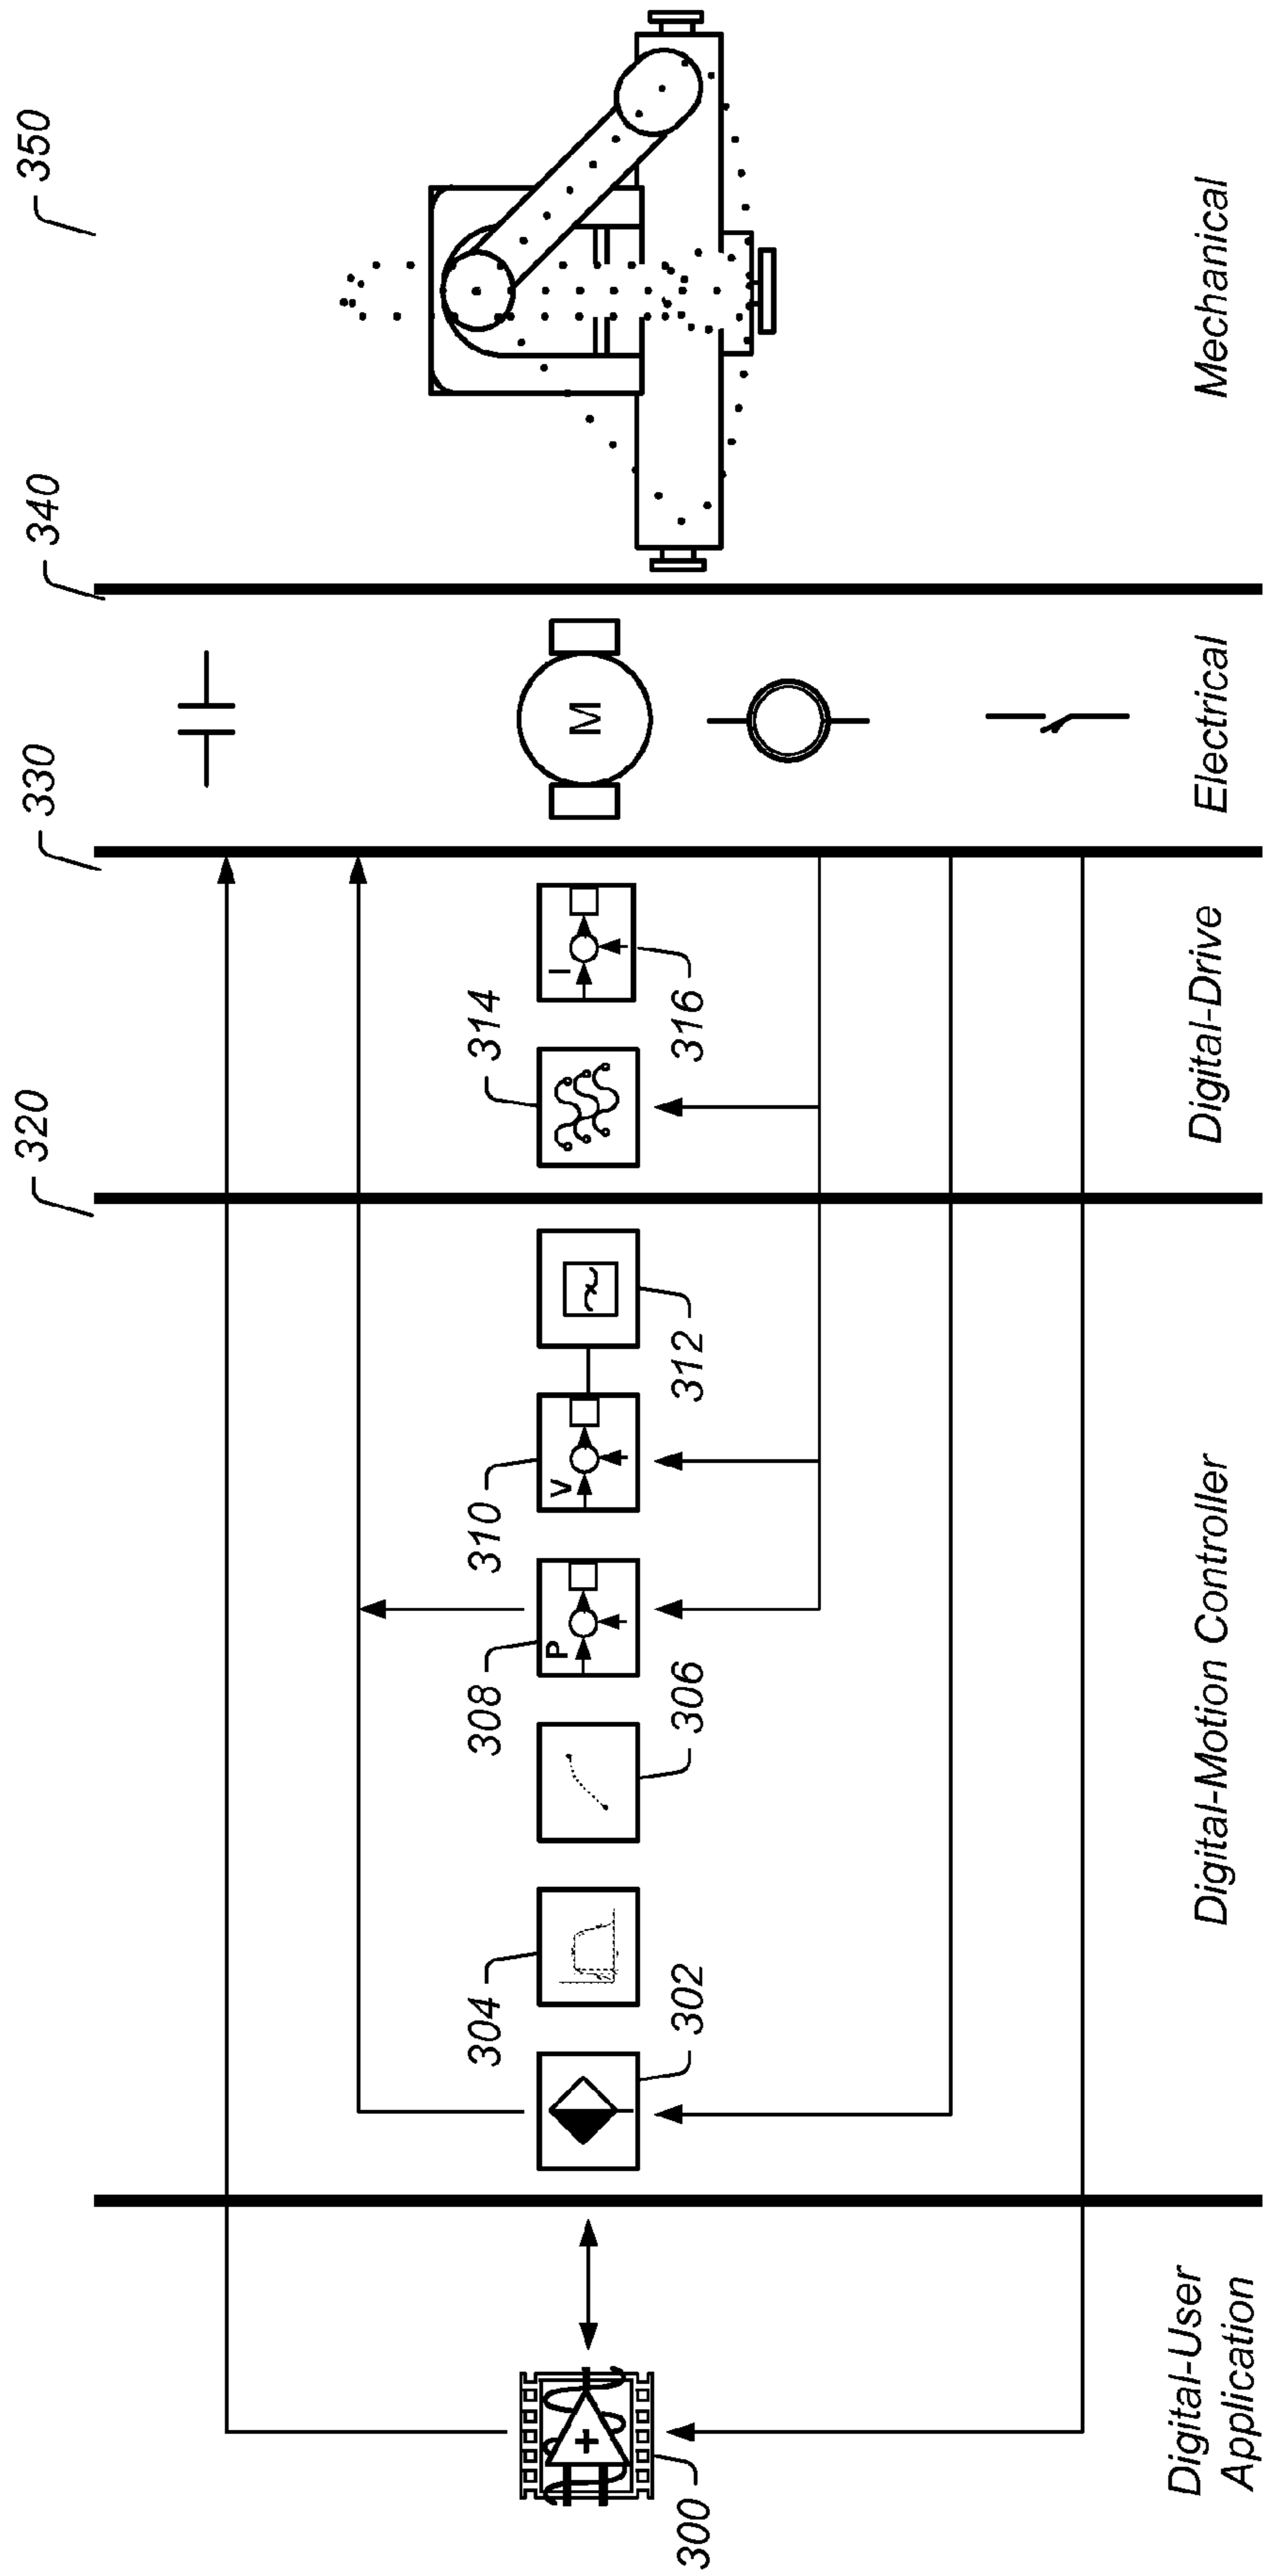 320
330
340
350
314
316
304
308
310
302
306
312
300
P
V
I
M
+
Digital-User
Application
Digital-Motion Controller
Digital-Drive
Electrical
Mechanical